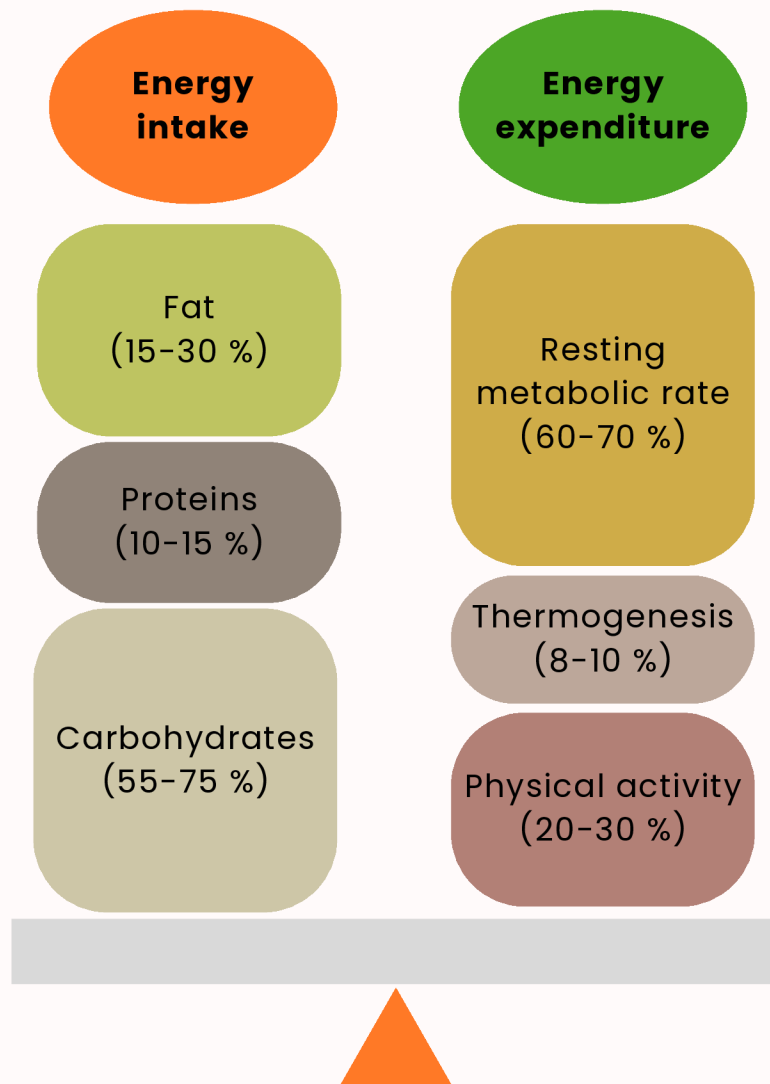 Energy
intake
Fat
(15-30 %)
Proteins
(10-15 %)
Carbohydrates
(55-75 %)
Energy
expenditure
Resting
metabolic rate
(60-70 %)
Thermogenesis
(8-10 %)
Physical activity
(20-30 %)